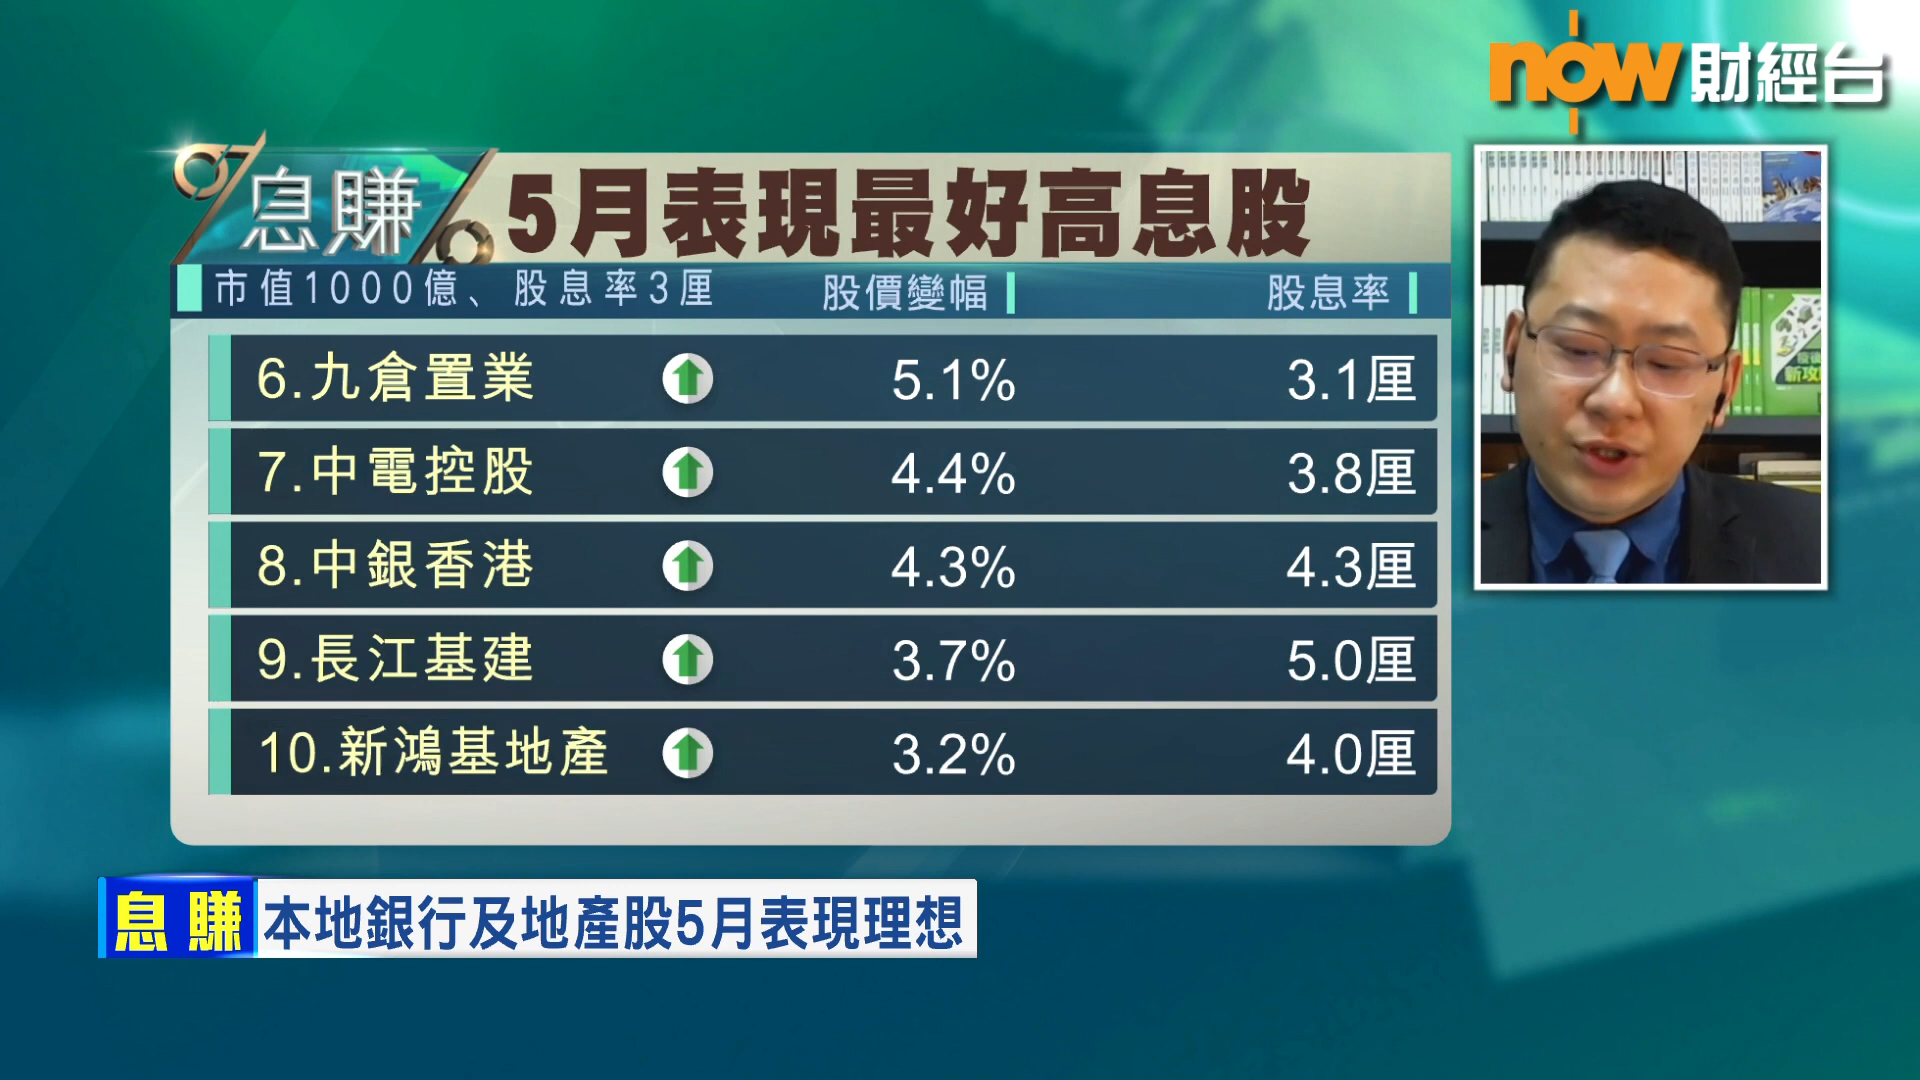 now財經台
息賺
5月表現最好高息股
市值1000億、股息率3厘 股價變幅 股息率
6.九倉置業 5.1% 3.1厘
7.中電控股 4.4% 3.8厘
8.中銀香港 4.3% 4.3厘
9.長江基建 3.7% 5.0厘
10.新鴻基地產 3.2% 4.0厘
息賺 本地銀行及地產股5月表現理想